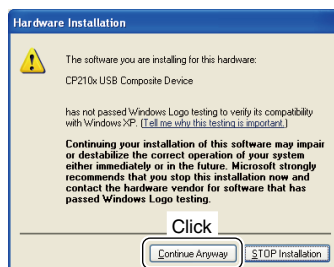 Hardware Installation
The software you are installing for this hardware:
CP210x USB Composite Device
has not passed Windows Logo testing to verify its compatibility
with Windows XP. (Tell me why this testing is important.)
Continuing your installation of this software may impair
or destabilize the correct operation of your system
either immediately or in the future. Microsoft strongly
recommends that you stop this installation now and
contact the hardware vendor for software that has
passed Windows Logo testing.
Click
Continue Anyway
STOP Installation